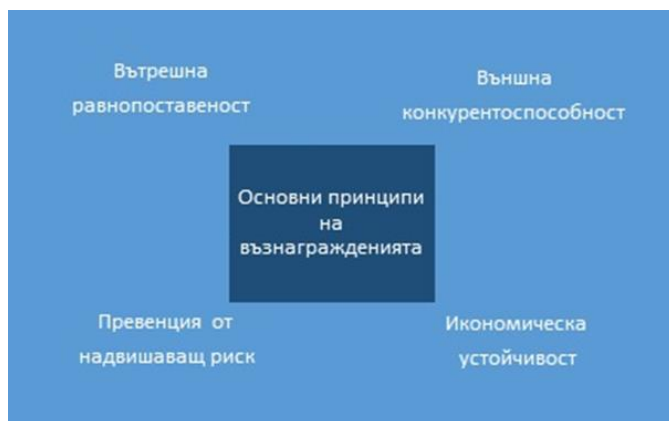 Вътрешна
равнопоставеност
Външна
конкурентоспособност
Основни принципи
на
възнагражденията
Превенция от
надвишаващ риск
Икономическа
устойчивост